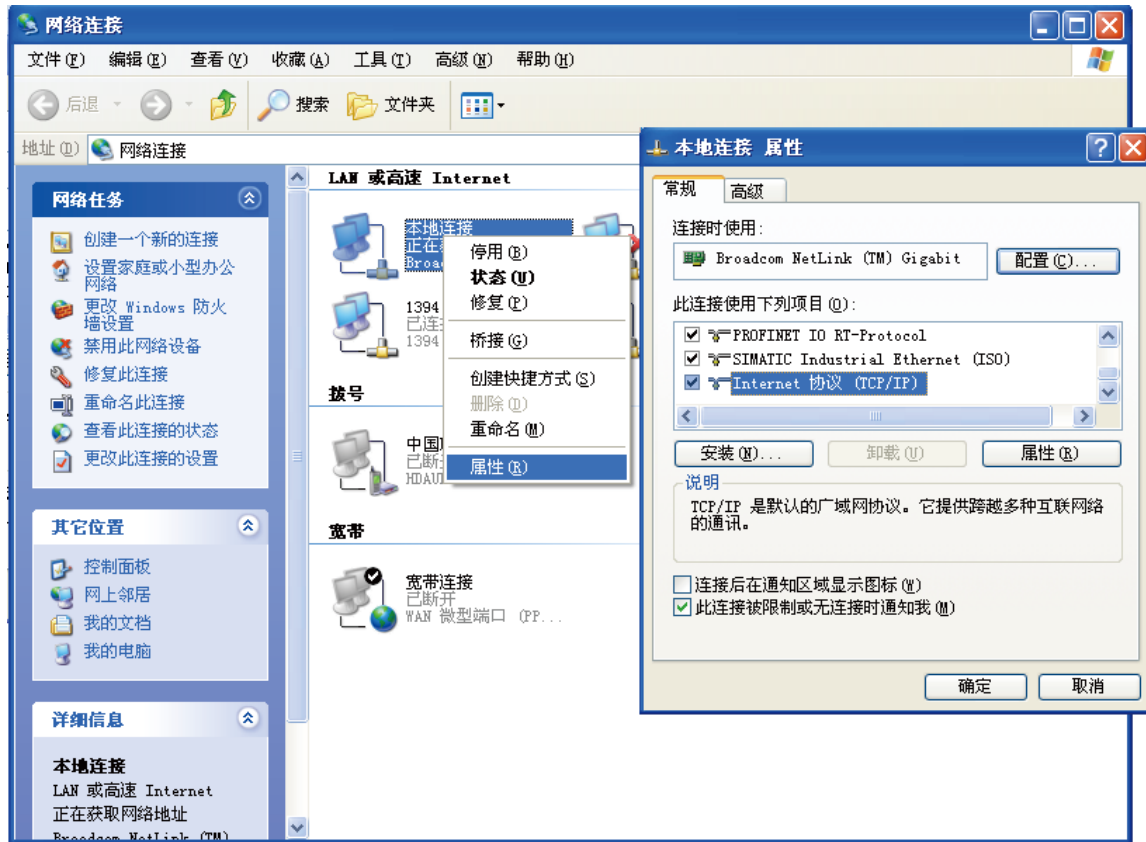 网络连接
文件(F) 编辑(E) 查看(V) 收藏(A) 工具(T) 高级(N) 帮助(H)
后退 搜索 文件夹
地址(D) 网络连接
网络任务
创建一个新的连接
设置家庭或小型办公
网络
更改 Windows 防火
墙设置
禁用此网络设备
修复此连接
重命名此连接
查看此连接的状态
更改此连接的设置
其它位置
控制面板
网上邻居
我的文档
我的电脑
详细信息
本地连接
LAN 或高速 Internet
正在获取网络地址
Broadcom NetLink (TM)
LAN 或高速 Internet
本地连接
1394
1394
拨号
中国
宽带
宽带连接
已断开
WAN 微型端口 (PP...
停用(B)
状态(U)
修复(P)
桥接(G)
创建快捷方式(S)
删除(D)
重命名(M)
属性(R)
本地连接 属性
常规 高级
连接时使用:
Broadcom NetLink (TM) Gigabit 配置(C)...
此连接使用下列项目(O):
PROFINET IO RT-Protocol
SIMATIC Industrial Ethernet (ISO)
Internet 协议 (TCP/IP)
安装(N)... 卸载(U) 属性(R)
说明
TCP/IP 是默认的广域网协议。它提供跨越多种互联网络
的通讯。
连接后在通知区域显示图标(W)
此连接被限制或无连接时通知我(M)
确定 取消